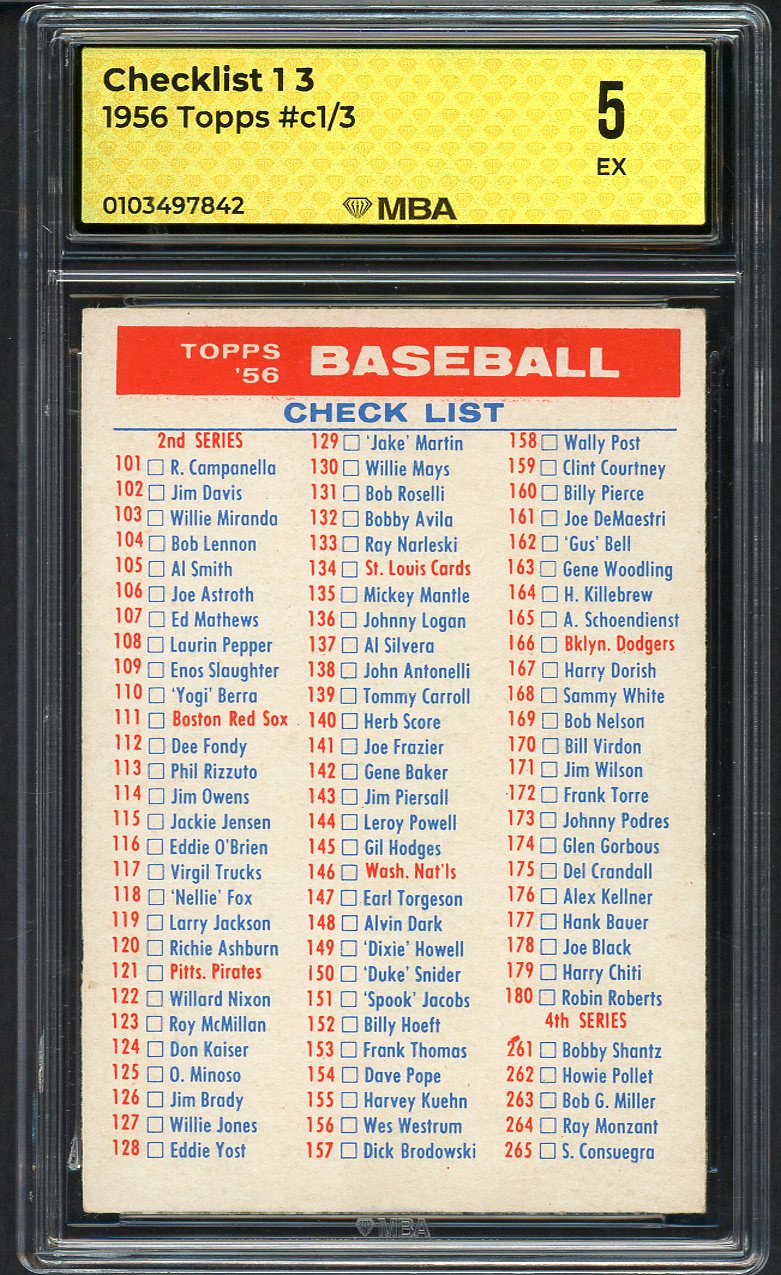 Checklist 1 3
1956 Topps #c1/3
5
EX
0103497842
MBA
TOPPS '56
BASEBALL
CHECK LIST
2nd SERIES
101 R. Campanella
102 Jim Davis
103 Willie Miranda
104 Bob Lennon
105 Al Smith
106 Joe Astroth
107 Ed Mathews
108 Laurin Pepper
109 Enos Slaughter
110 'Yogi' Berra
111 Boston Red Sox
112 Dee Fondy
113 Phil Rizzuto
114 Jim Owens
115 Jackie Jensen
116 Eddie O'Brien
117 Virgil Trucks
118 'Nellie' Fox
119 Larry Jackson
120 Richie Ashburn
121 Pitts. Pirates
122 Willard Nixon
123 Roy McMillan
124 Don Kaiser
125 O. Minoso
126 Jim Brady
127 Willie Jones
128 Eddie Yost
129 'Jake' Martin
130 Willie Mays
131 Bob Roselli
132 Bobby Avila
133 Ray Narleski
134 St. Louis Cards
135 Mickey Mantle
136 Johnny Logan
137 Al Silvera
138 John Antonelli
139 Tommy Carroll
140 Herb Score
141 Joe Frazier
142 Gene Baker
143 Jim Piersall
144 Leroy Powell
145 Gil Hodges
146 Wash. Nat'ls
147 Earl Torgeson
148 Alvin Dark
149 'Dixie' Howell
150 'Duke' Snider
151 'Spook' Jacobs
152 Billy Hoeft
153 Frank Thomas
154 Dave Pope
155 Harvey Kuehn
156 Wes Westrum
157 Dick Brodowski
158 Wally Post
159 Clint Courtney
160 Billy Pierce
161 Joe DeMaestri
162 'Gus' Bell
163 Gene Woodling
164 H. Killebrew
165 A. Schoendienst
166 Bklyn. Dodgers
167 Harry Dorish
168 Sammy White
169 Bob Nelson
170 Bill Virdon
171 Jim Wilson
172 Frank Torre
173 Johnny Podres
174 Glen Gorbous
175 Del Crandall
176 Alex Kellner
177 Hank Bauer
178 Joe Black
179 Harry Chiti
180 Robin Roberts
4th SERIES
261 Bobby Shantz
262 Howie Pollet
263 Bob G. Miller
264 Ray Monzant
265 S. Consuegra
MBA